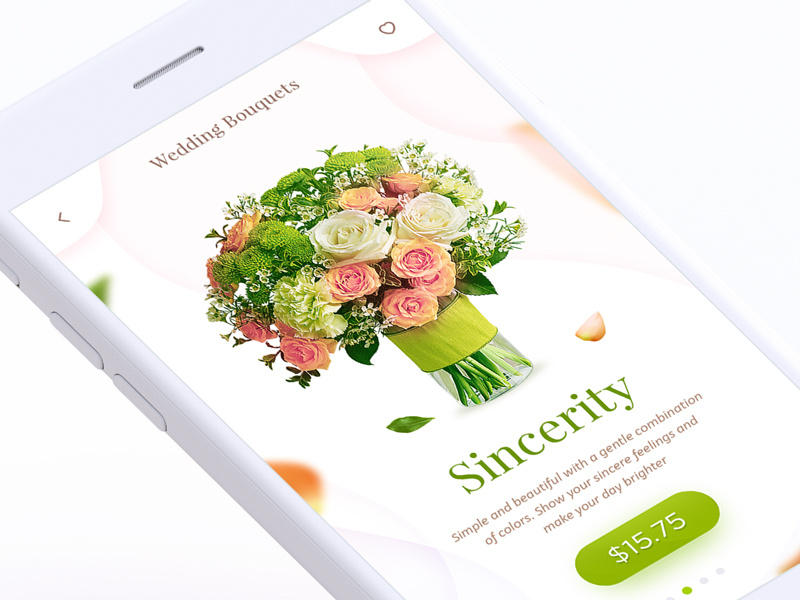 Wedding Bouquets
Sincerity
Simple and beautiful with a gentle combination
of colors. Show your sincere feelings and
make your day brighter
$15.75